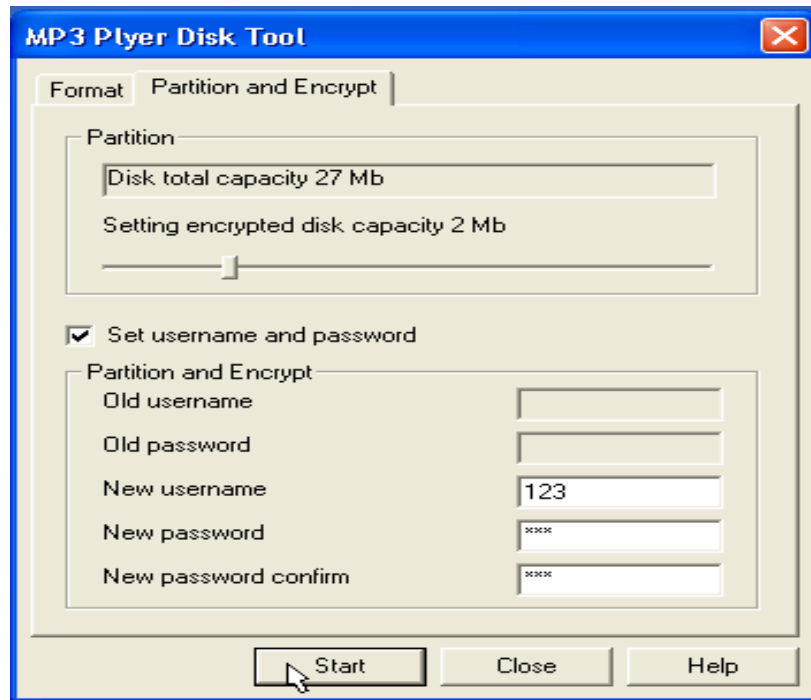 MP3 Plyer Disk Tool
Format Partition and Encrypt
Partition
Disk total capacity 27 Mb
Setting encrypted disk capacity 2 Mb
Set username and password
Partition and Encrypt
Old username
Old password
New username 123
New password ***
New password confirm ***
Start Close Help